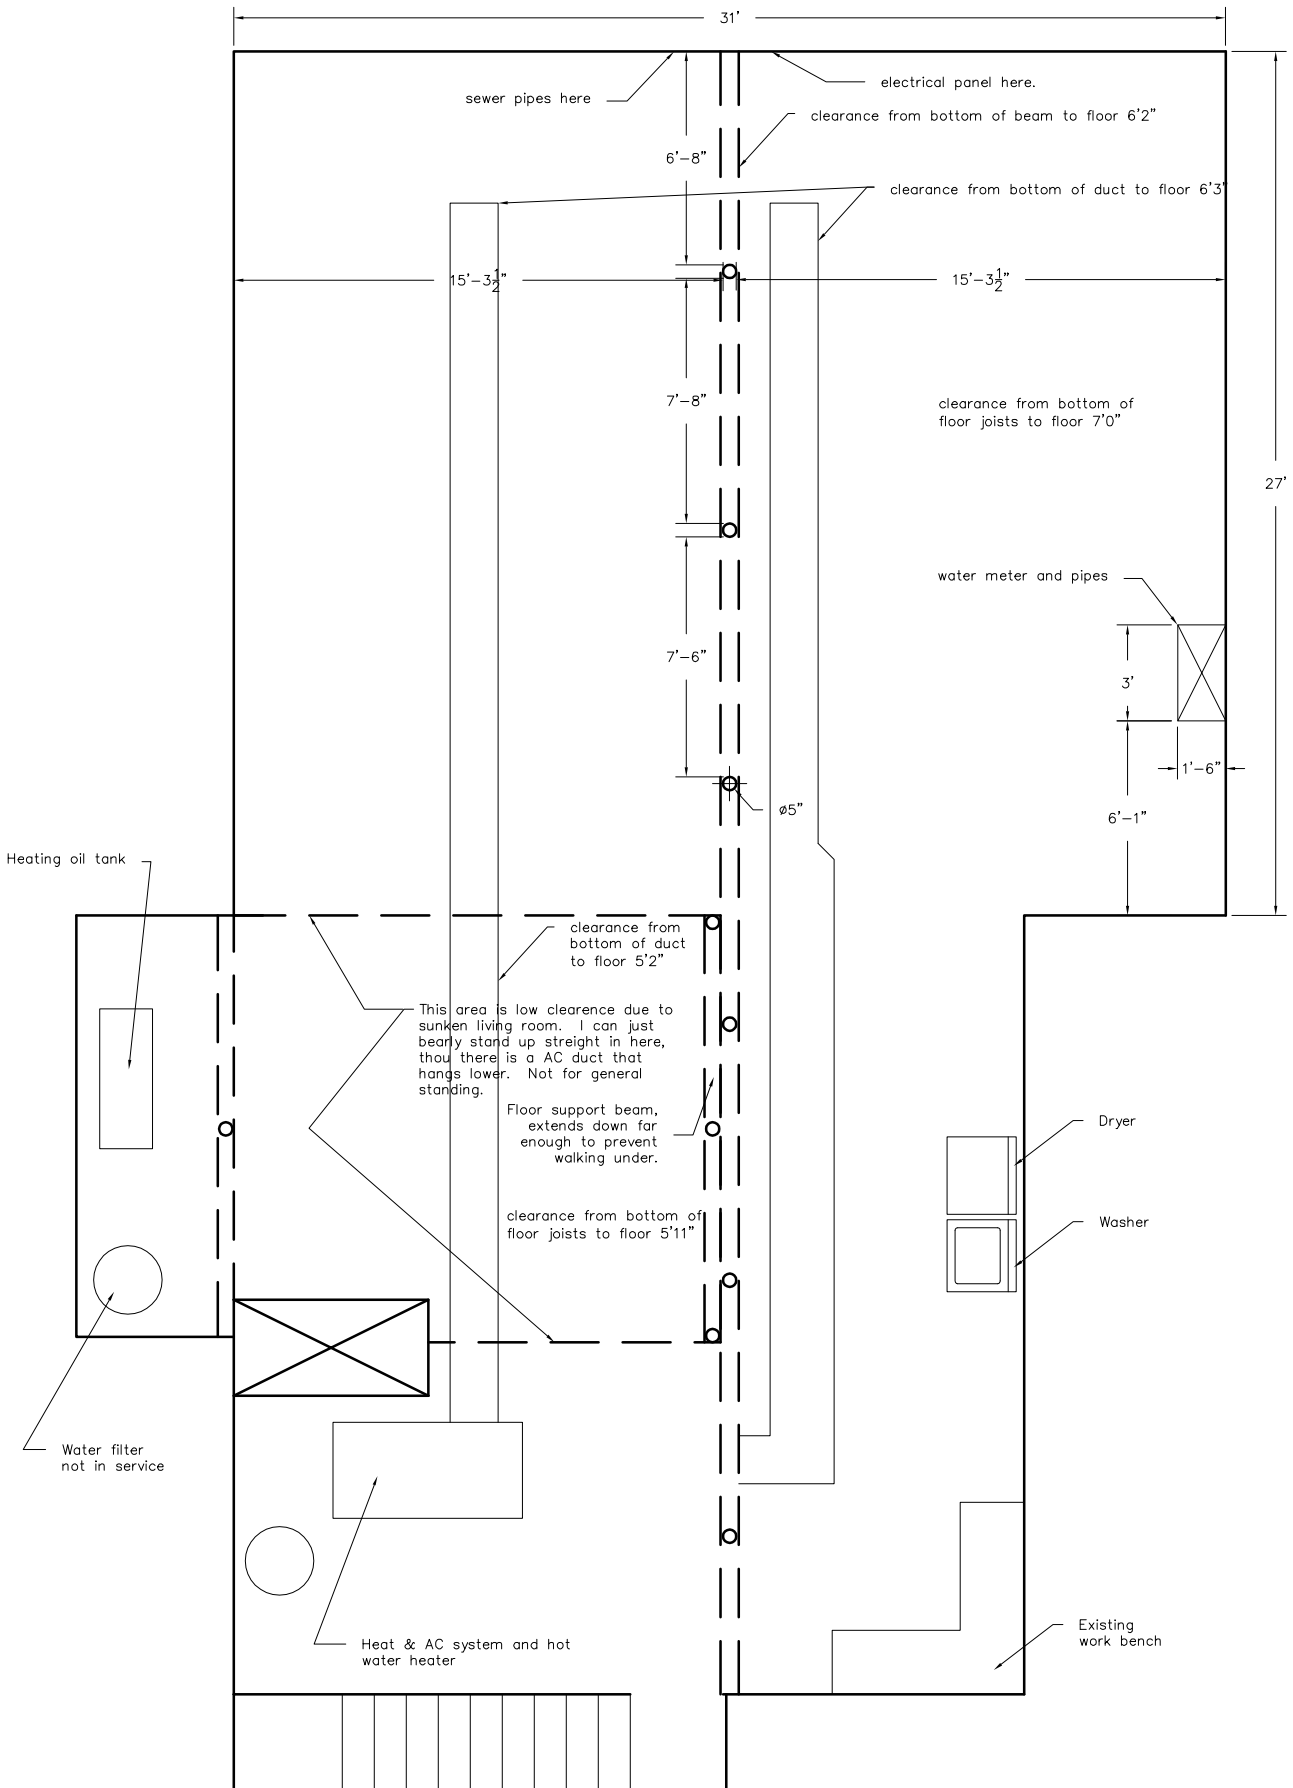 31'
electrical panel here.
sewer pipes here
clearance from bottom of beam to floor 6'2"
6'-8"
clearance from bottom of duct to floor 6'3"
15'-3 1/2"
15'-3 1/2"
7'-8"
clearance from bottom of
floor joists to floor 7'0"
27'
water meter and pipes
7'-6"
3'
1'-6"
ø5"
6'-1"
Heating oil tank
clearance from
bottom of duct
to floor 5'2"
This area is low clearence due to
sunken living room. I can just
bearly stand up streight in here,
thou there is a AC duct that
hangs lower. Not for general
standing.
Floor support beam,
extends down far
enough to prevent
walking under.
Dryer
clearance from bottom of
floor joists to floor 5'11"
Washer
Water filter
not in service
Heat & AC system and hot
water heater
Existing
work bench